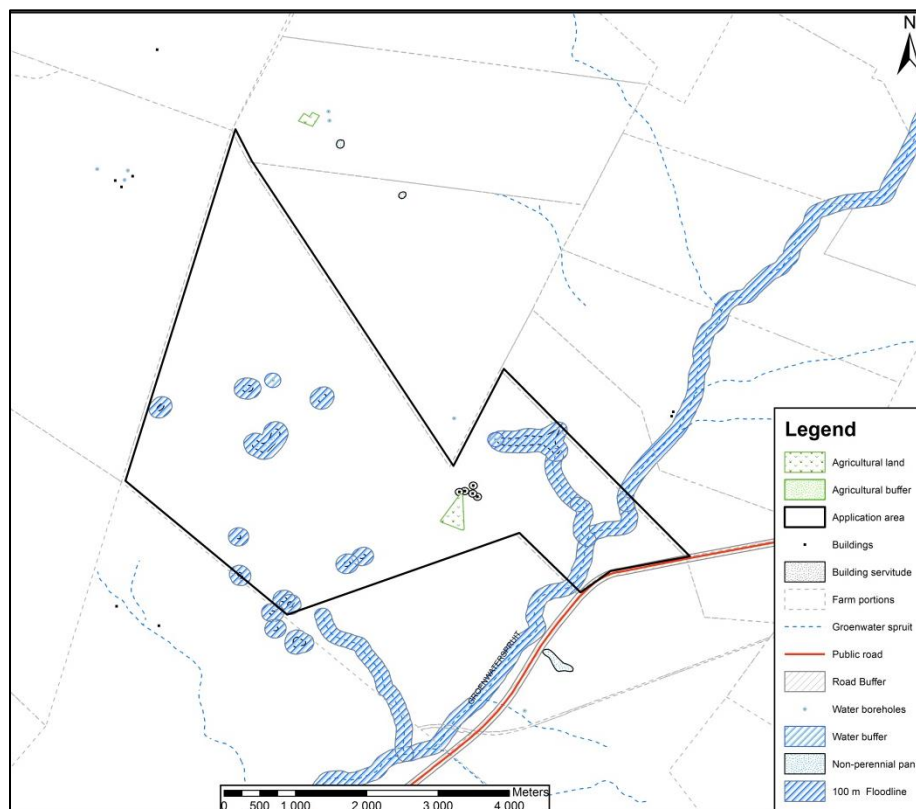 N
GROENWATERSPRUIT
Legend
Agricultural land
Agricultural buffer
Application area
Buildings
Building servitude
Farm portions
Groenwater spruit
Public road
Road Buffer
Water boreholes
Water buffer
Non-perennial pan
100 m Floodline
Meters
0 500 1 000 2 000 3 000 4 000